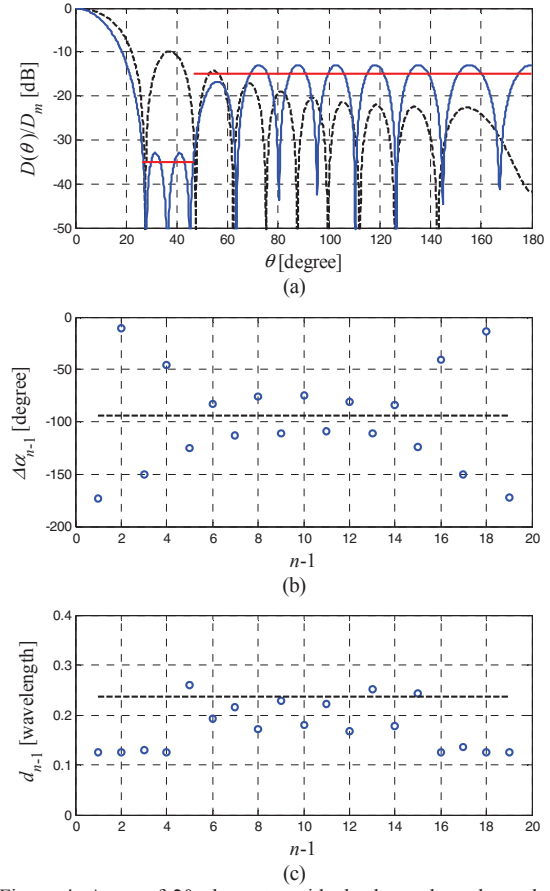 0
-10
-20
-30
-40
-50
D(θ)/D_m [dB]
0 20 40 60 80 100 120 140 160 180
θ [degree]
(a)
0
-50
-100
-150
-200
Δα_{n-1} [degree]
0 2 4 6 8 10 12 14 16 18 20
n-1
(b)
0.4
0.3
0.2
0.1
0
d_{n-1} [wavelength]
0 2 4 6 8 10 12 14 16 18 20
n-1
(c)